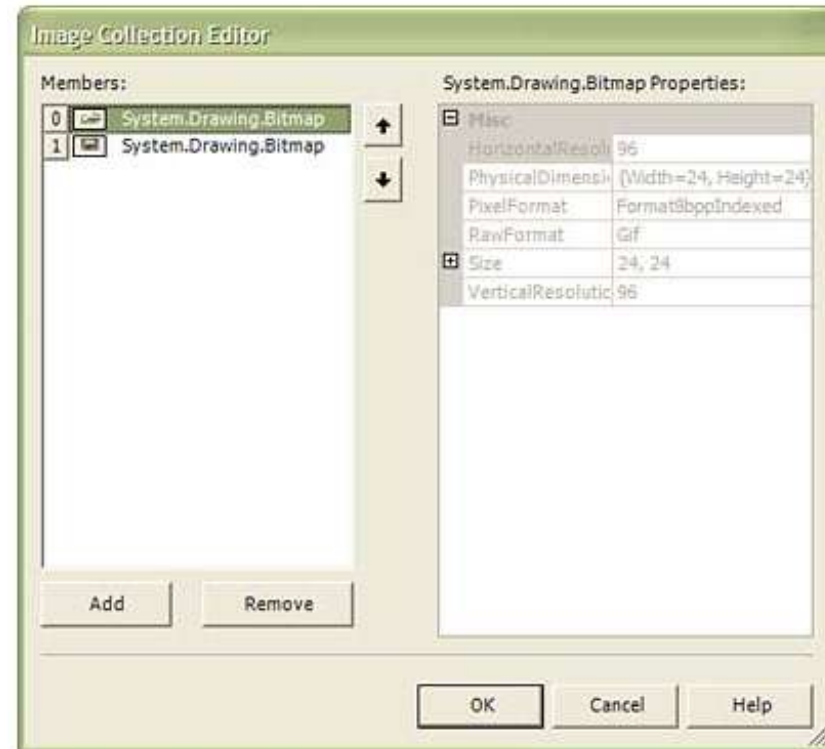 Image Collection Editor
Members:
0 System.Drawing.Bitmap
1 System.Drawing.Bitmap
Add
Remove
System.Drawing.Bitmap Properties:
Misc
HorizontalResol 96
PhysicalDimensi {Width=24, Height=24}
PixelFormat Format8bppIndexed
RawFormat Gif
Size 24, 24
VerticalResolutic 96
OK
Cancel
Help